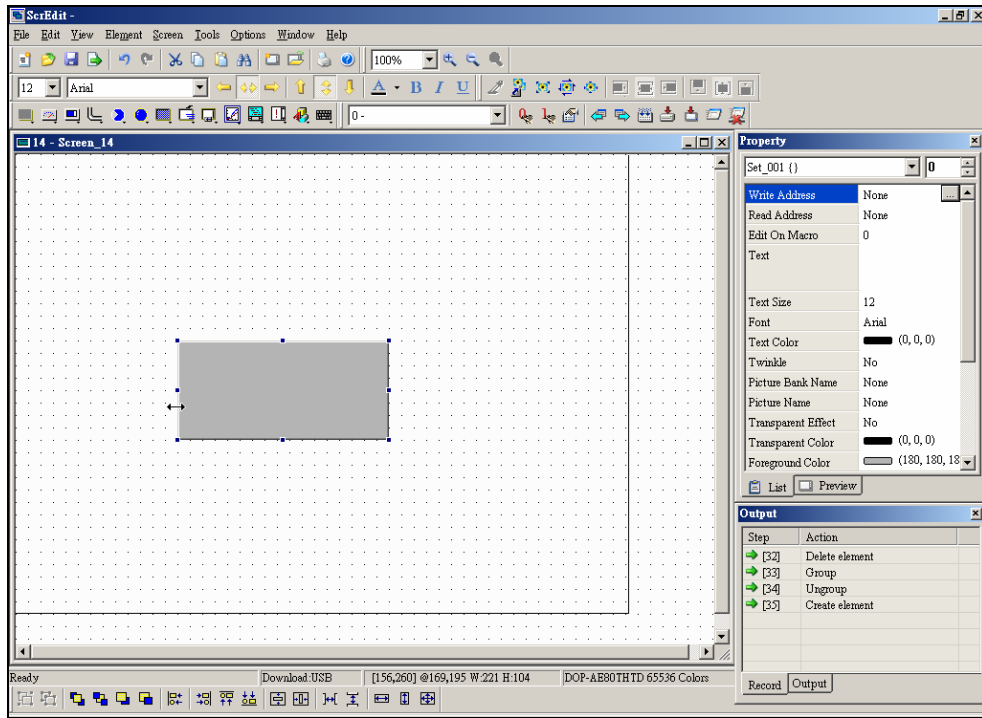 ScrEdit -
File Edit View Element Screen Tools Options Window Help
100%
12 Arial A B I U
0 -
14 - Screen_14
Property
Set_001 {} 0
Write Address None ...
Read Address None
Edit On Macro 0
Text
Text Size 12
Font Arial
Text Color (0, 0, 0)
Twinkle No
Picture Bank Name None
Picture Name None
Transparent Effect No
Transparent Color (0, 0, 0)
Foreground Color (180, 180, 18
List Preview
Output
Step Action
[32] Delete element
[33] Group
[34] Ungroup
[35] Create element
Record Output
Ready Download:USB [156,260] @169,195 W:221 H:104 DOP-AE80THTD 65536 Colors